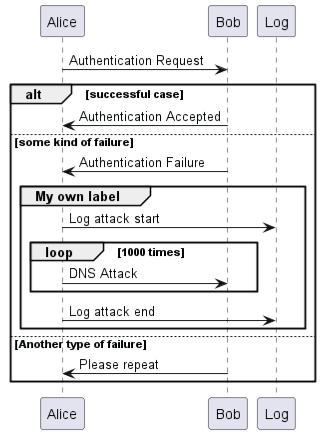 Alice Bob Log
Authentication Request
alt [successful case]
Authentication Accepted
[some kind of failure]
Authentication Failure
My own label
Log attack start
loop [1000 times]
DNS Attack
Log attack end
[Another type of failure]
Please repeat
Alice Bob Log